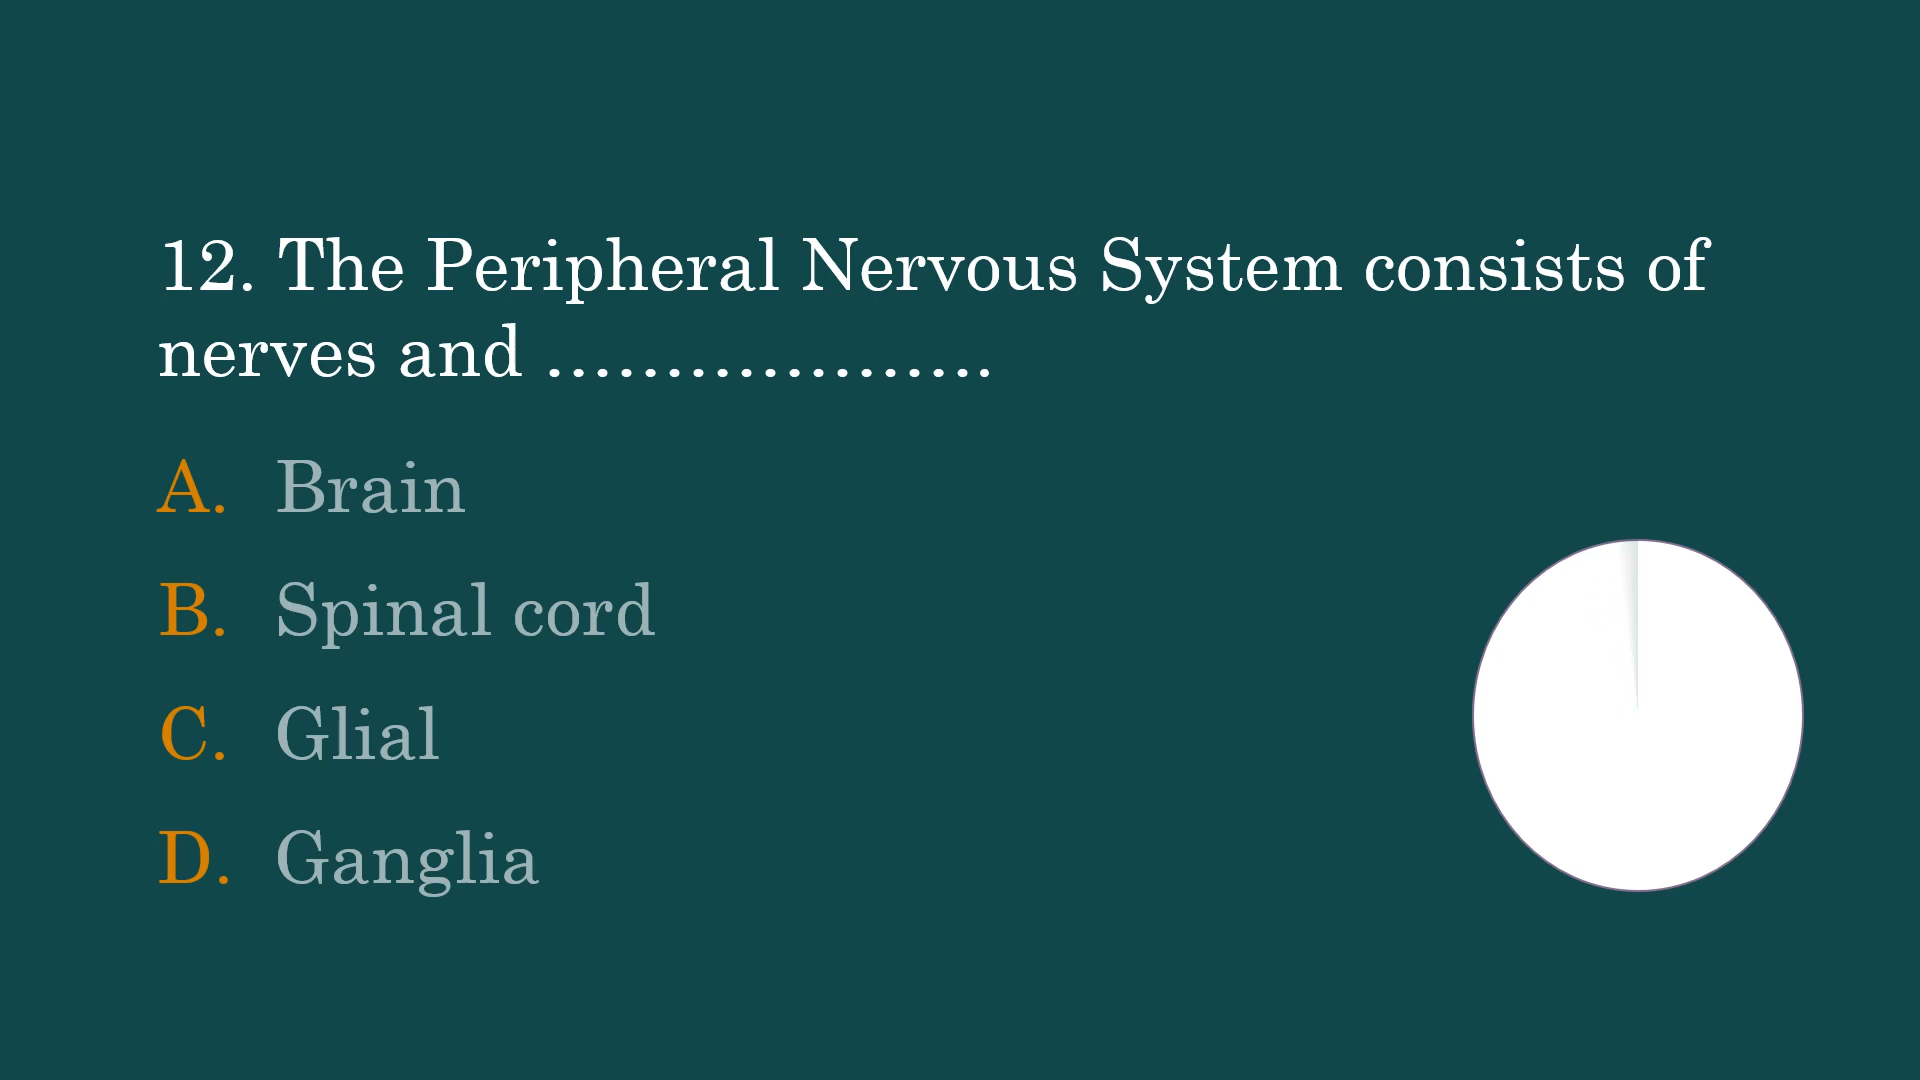 12. The Peripheral Nervous System consists of
nerves and ……………….
A. Brain
B. Spinal cord
C. Glial
D. Ganglia